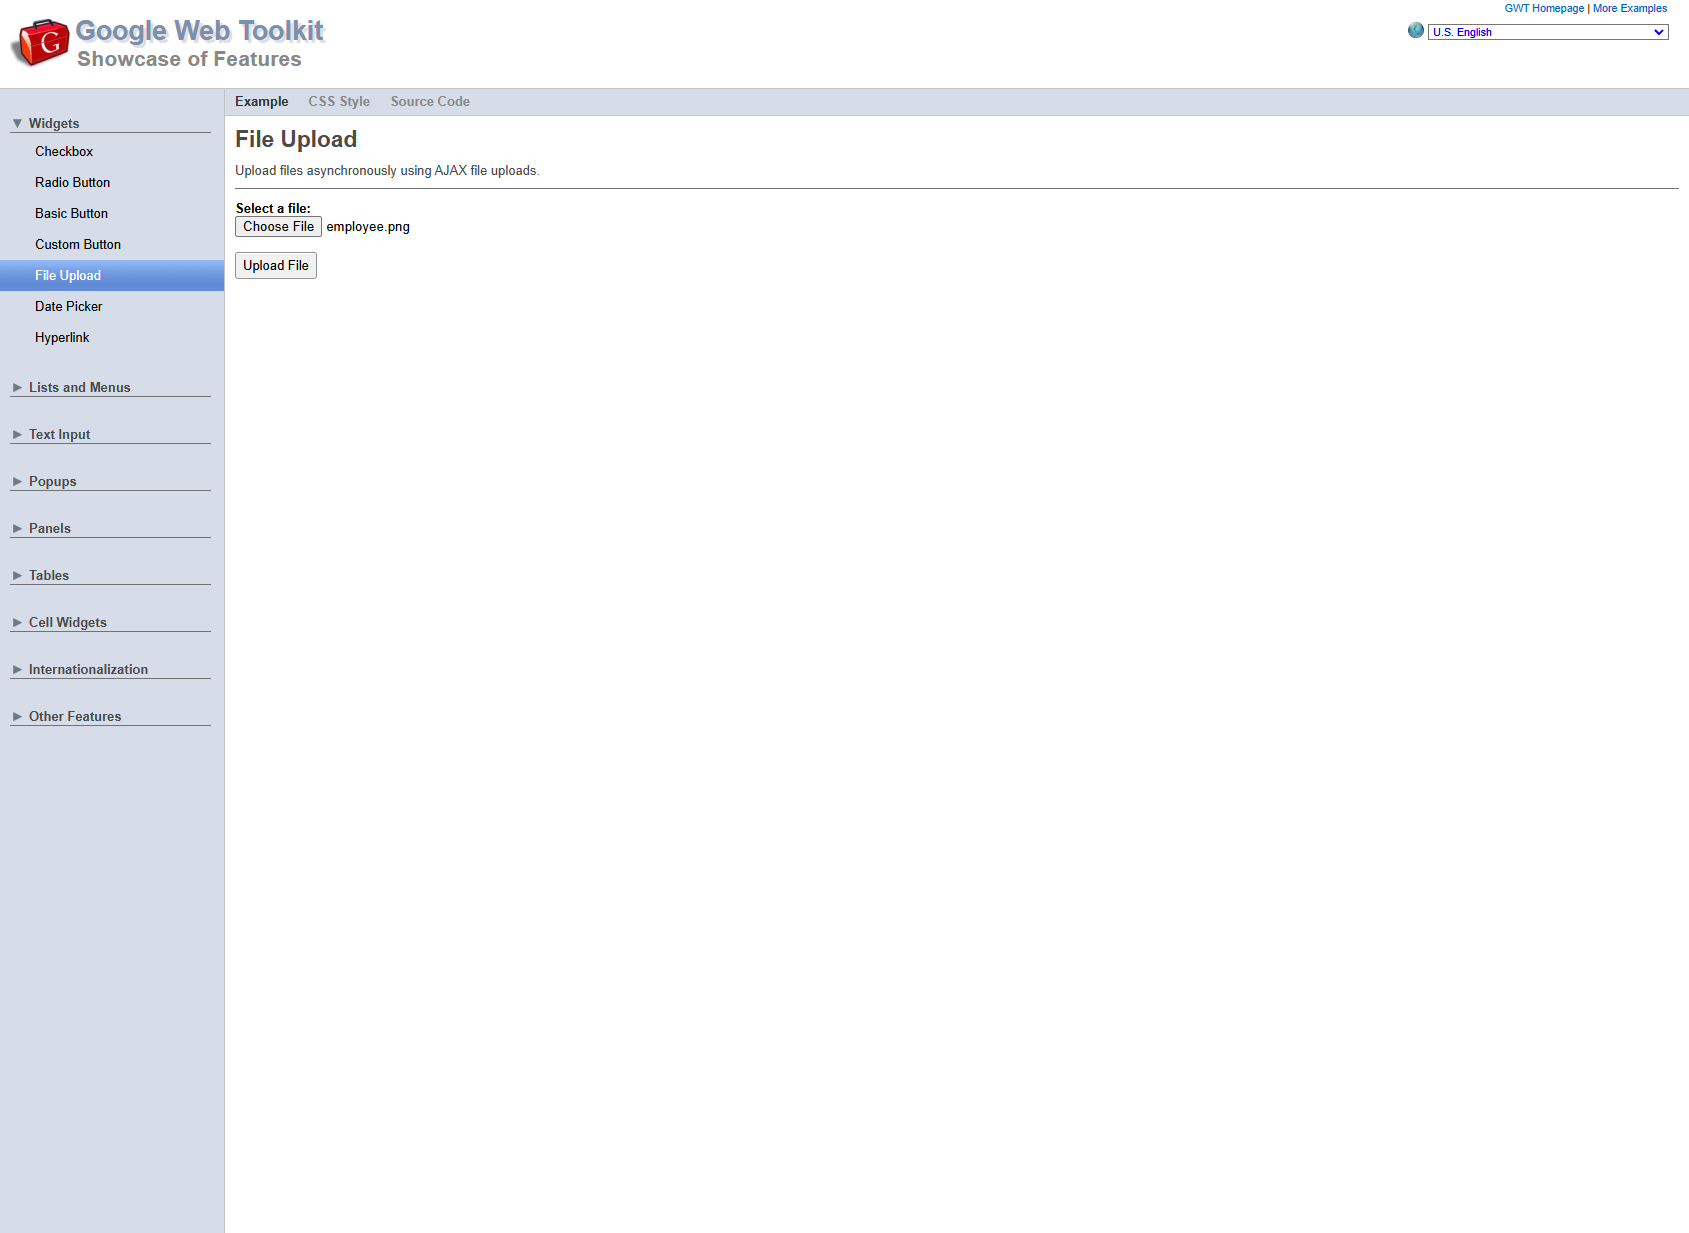 GWT Homepage | More Examples
G Google Web Toolkit
Showcase of Features
U.S. English
Example CSS Style Source Code
Widgets
Checkbox
Radio Button
Basic Button
Custom Button
File Upload
Date Picker
Hyperlink
Lists and Menus
Text Input
Popups
Panels
Tables
Cell Widgets
Internationalization
Other Features
File Upload
Upload files asynchronously using AJAX file uploads.
Select a file:
Choose File employee.png
Upload File